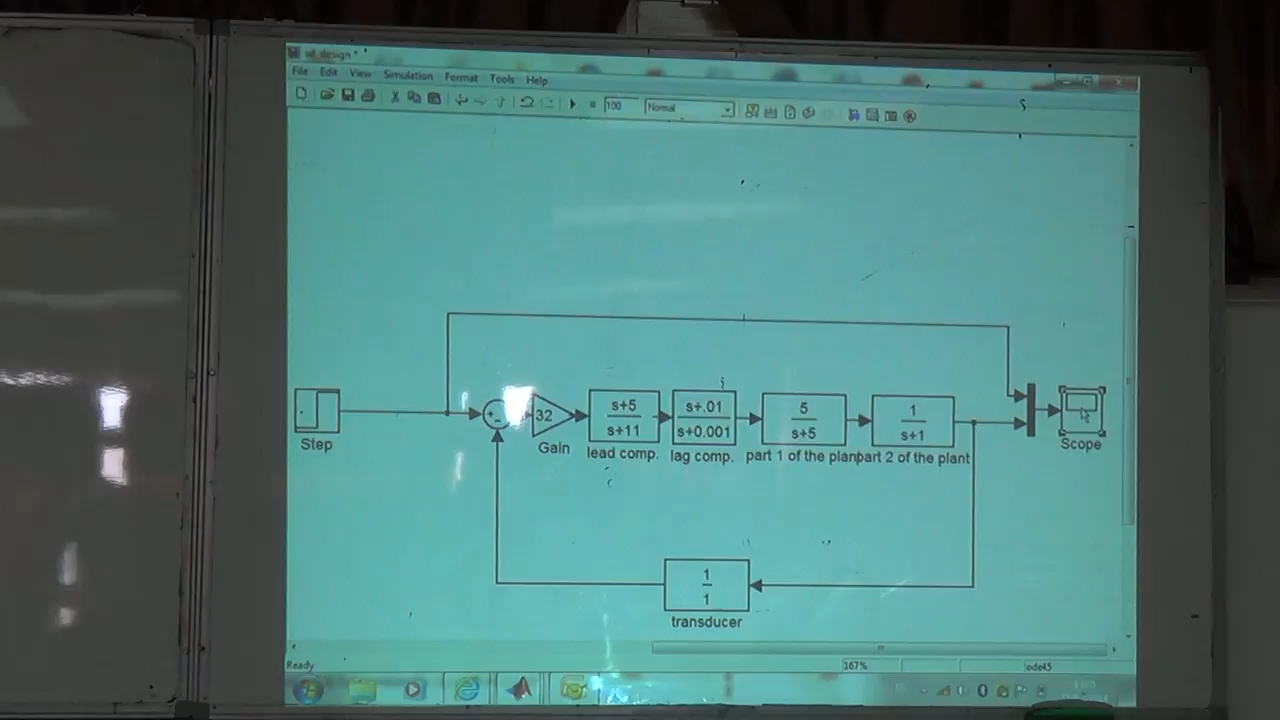 File Edit View Simulation Format Tools Help
100 Normal
Step
+
-
32
Gain
s+5
s+11
lead comp.
s+.01
s+0.001
lag comp.
5
s+5
part 1 of the plant
1
s+1
part 2 of the plant
Scope
1
1
transducer
Ready 167% ode45